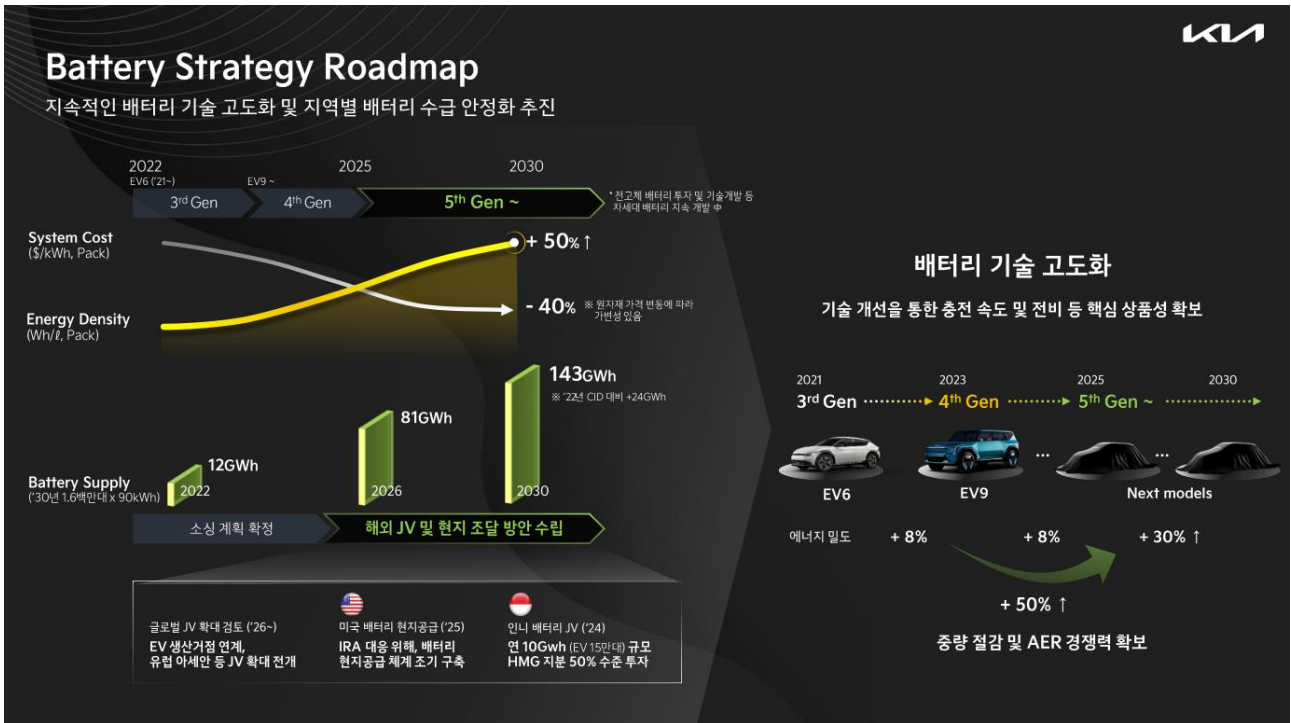 KIA
Battery Strategy Roadmap
지속적인 배터리 기술 고도화 및 지역별 배터리 수급 안정화 추진
2022
2025
2030
EV6 ('21~)
EV9 ~
3rd Gen
4th Gen
5th Gen ~
* 전고체 배터리 투자 및 기술개발 등
차세대 배터리 지속 개발 中
System Cost
($/kWh, Pack)
+ 50% ↑
- 40%
※ 원자재 가격 변동에 따라
가변성 있음
Energy Density
(Wh/ℓ, Pack)
143GWh
※ '22년 CID 대비 +24GWh
81GWh
12GWh
Battery Supply
('30년 1.6백만대 x 90kWh)
2022
2026
2030
소싱 계획 확정
해외 JV 및 현지 조달 방안 수립
글로벌 JV 확대 검토 ('26~)
EV 생산거점 연계,
유럽 아세안 등 JV 확대 전개
미국 배터리 현지공급 ('25)
IRA 대응 위해, 배터리
현지공급 체계 조기 구축
인니 배터리 JV ('24)
연 10Gwh (EV 15만대) 규모
HMG 지분 50% 수준 투자
배터리 기술 고도화
기술 개선을 통한 충전 속도 및 전비 등 핵심 상품성 확보
2021
2023
2025
2030
3rd Gen
4th Gen
5th Gen ~
...
...
EV6
EV9
Next models
에너지 밀도
+ 8%
+ 8%
+ 30% ↑
+ 50% ↑
중량 절감 및 AER 경쟁력 확보